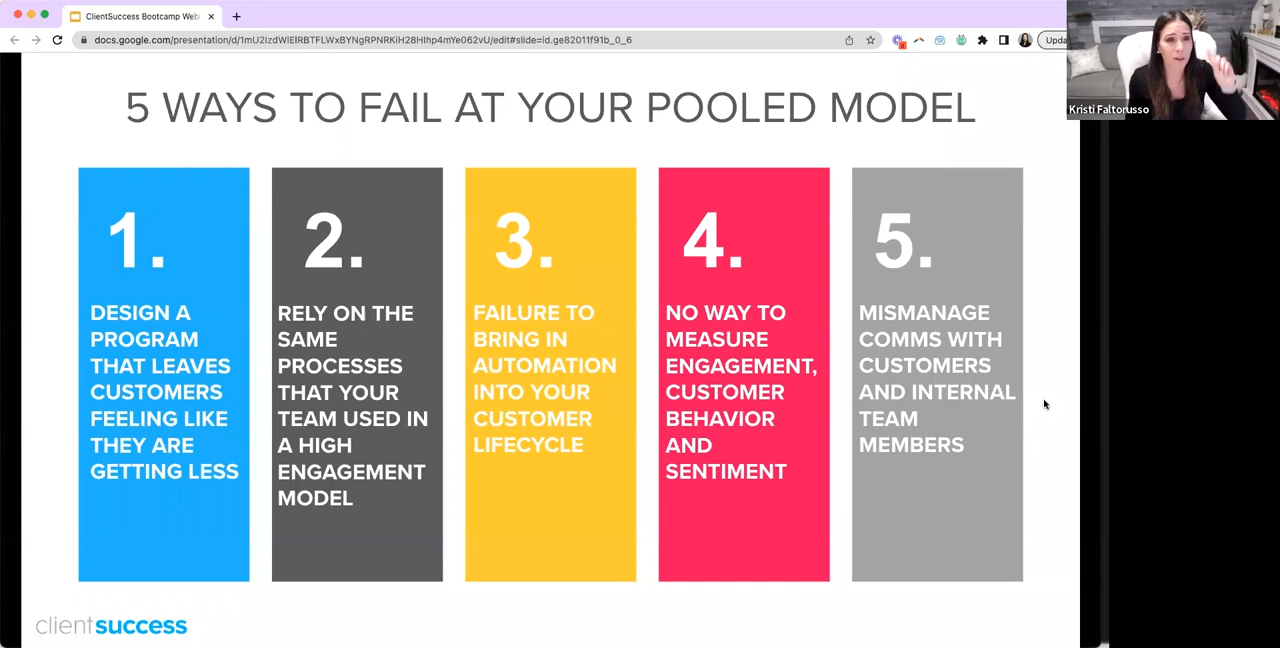 ClientSuccess Bootcamp Web
docs.google.com/presentation/d/1mU2IzdWIEIRBTFLWxBYNgRPNRKiH28HIhp4mYe062vU/edit#slide=id.ge82011f91b_0_6
Upda
Kristi Faltorusso
5 WAYS TO FAIL AT YOUR POOLED MODEL
1.
DESIGN A
PROGRAM
THAT LEAVES
CUSTOMERS
FEELING LIKE
THEY ARE
GETTING LESS
2.
RELY ON THE
SAME
PROCESSES
THAT YOUR
TEAM USED IN
A HIGH
ENGAGEMENT
MODEL
3.
FAILURE TO
BRING IN
AUTOMATION
INTO YOUR
CUSTOMER
LIFECYCLE
4.
NO WAY TO
MEASURE
ENGAGEMENT,
CUSTOMER
BEHAVIOR
AND
SENTIMENT
5.
MISMANAGE
COMMS WITH
CUSTOMERS
AND INTERNAL
TEAM
MEMBERS
clientsuccess